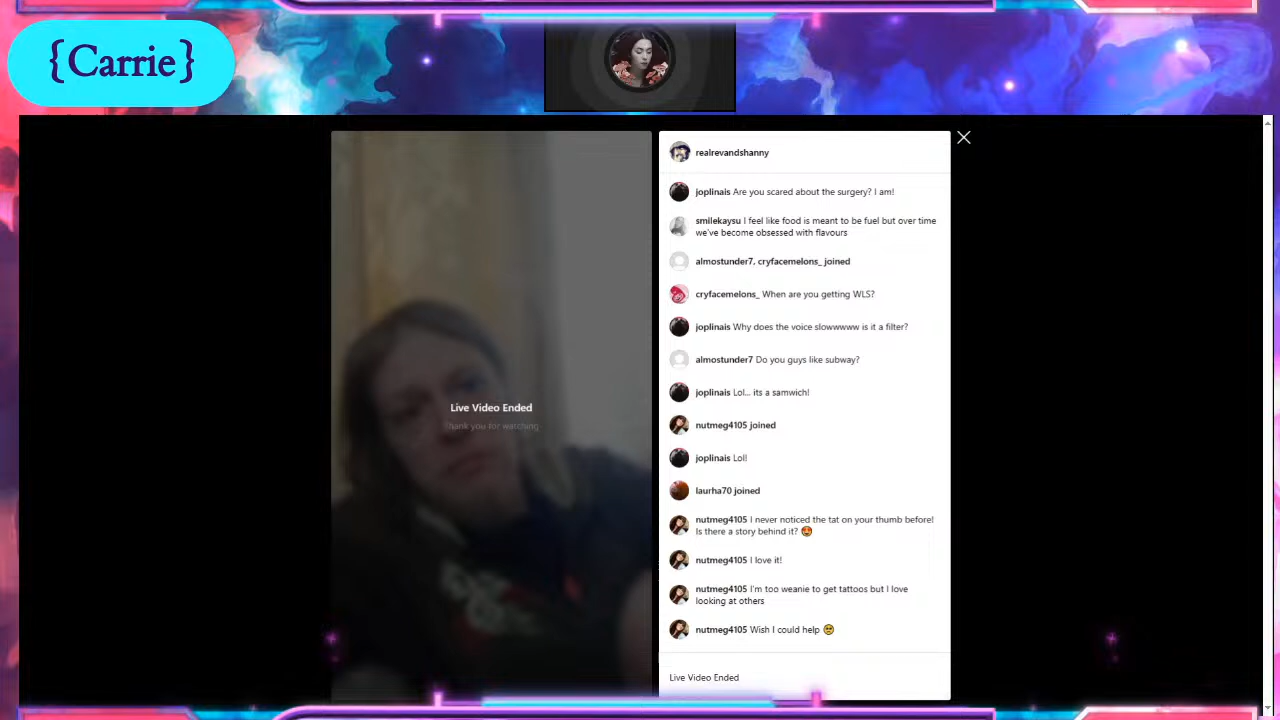 {Carrie}
realrevandshanny
joplinais Are you scared about the surgery? I am!
smilekaysu I feel like food is meant to be fuel but over time
we've become obsessed with flavours
almostunder7, cryfacemelons_ joined
cryfacemelons_ When are you getting WLS?
joplinais Why does the voice slowwwww is it a filter?
almostunder7 Do you guys like subway?
joplinais Lol... its a samwich!
Live Video Ended
Thank you for watching
nutmeg4105 joined
joplinais Lol!
laurha70 joined
nutmeg4105 I never noticed the tat on your thumb before!
Is there a story behind it? 😍
nutmeg4105 I love it!
nutmeg4105 I'm too weanie to get tattoos but I love
looking at others
nutmeg4105 Wish I could help 🥺
Live Video Ended